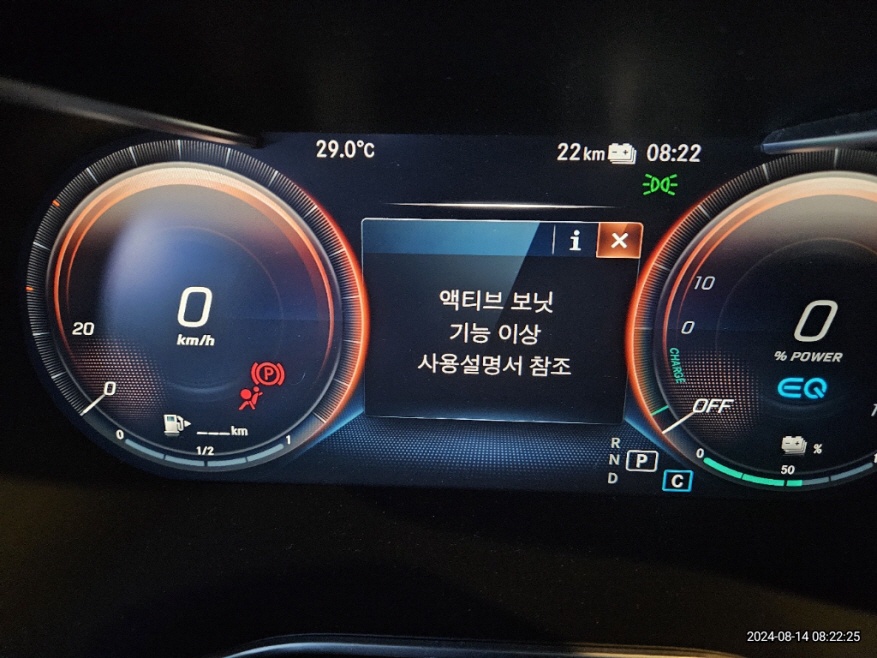 29.0°C
22 km 08:22
i ×
액티브 보닛
기능 이상
사용설명서 참조
0
km/h
20
0
P
---km
0 1/2 1
10
0
CHARGE
OFF
0
% POWER
EQ
%
0 50
R
N P
D C
2024-08-14 08:22:25